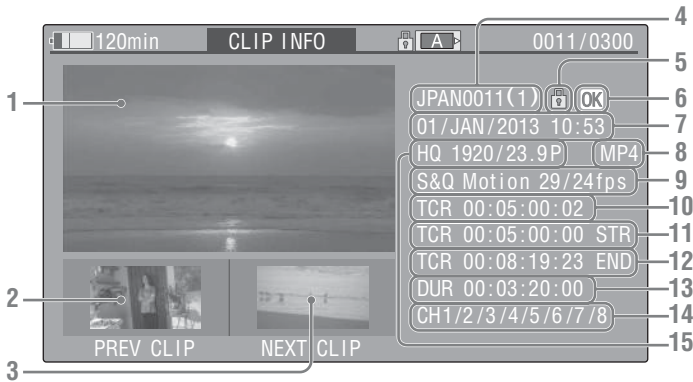 4
120min CLIP INFO A 0011/0300
5
1 JPAN0011(1) OK 6
01/JAN/2013 10:53 7
HQ 1920/23.9P MP4 8
S&Q Motion 29/24fps 9
TCR 00:05:00:02 10
TCR 00:05:00:00 STR 11
TCR 00:08:19:23 END 12
2 DUR 00:03:20:00 13
CH1/2/3/4/5/6/7/8 14
PREV CLIP NEXT CLIP 15
3